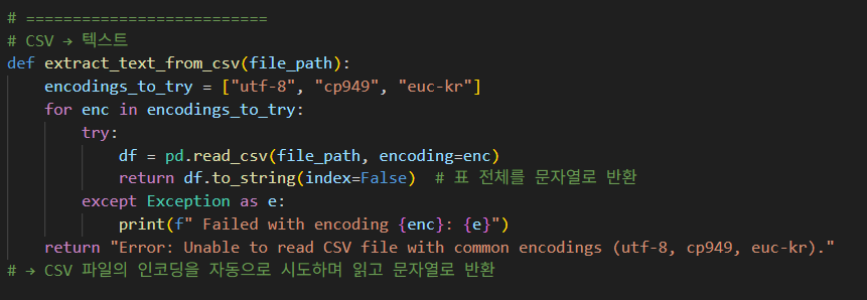 # ==========================
# CSV → 텍스트
def extract_text_from_csv(file_path):
    encodings_to_try = ["utf-8", "cp949", "euc-kr"]
    for enc in encodings_to_try:
        try:
            df = pd.read_csv(file_path, encoding=enc)
            return df.to_string(index=False)  # 표 전체를 문자열로 반환
        except Exception as e:
            print(f" Failed with encoding {enc}: {e}")
    return "Error: Unable to read CSV file with common encodings (utf-8, cp949, euc-kr)."
# → CSV 파일의 인코딩을 자동으로 시도하며 읽고 문자열로 반환